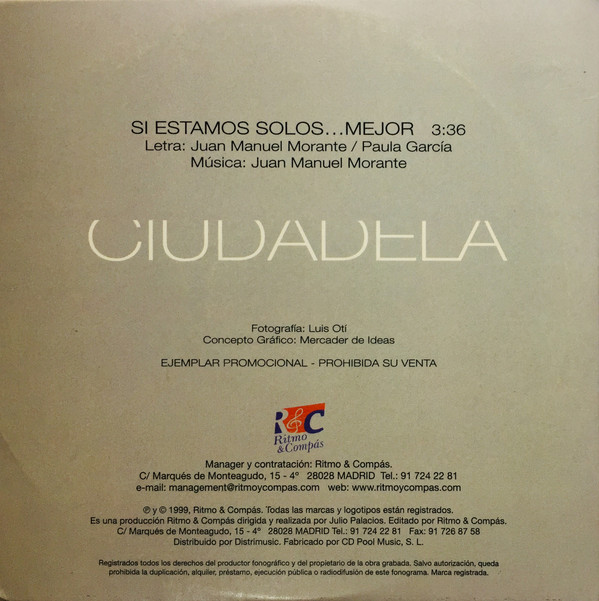 SI ESTAMOS SOLOS...MEJOR 3:36
Letra: Juan Manuel Morante / Paula García
Música: Juan Manuel Morante
CIUDADELA
Fotografía: Luis Otí
Concepto Gráfico: Mercader de Ideas
EJEMPLAR PROMOCIONAL - PROHIBIDA SU VENTA
R&C
Ritmo
& Compás
Manager y contratación: Ritmo & Compás.
C/ Marqués de Monteagudo, 15 - 4º 28028 MADRID Tel.: 91 724 22 81
e-mail: management@ritmoycompas.com web: www.ritmoycompas.com
℗ y © 1999, Ritmo & Compás. Todas las marcas y logotipos están registrados.
Es una producción Ritmo & Compás dirigida y realizada por Julio Palacios. Editado por Ritmo & Compás.
C/ Marqués de Monteagudo, 15 - 4º 28028 MADRID Tel.: 91 724 22 81 Fax: 91 726 87 58
Distribuido por Distrimusic. Fabricado por CD Pool Music, S. L.
Registrados todos los derechos del productor fonográfico y del propietario de la obra grabada. Salvo autorización, queda
prohibida la duplicación, alquiler, préstamo, ejecución pública o radiodifusión de este fonograma. Marca registrada.